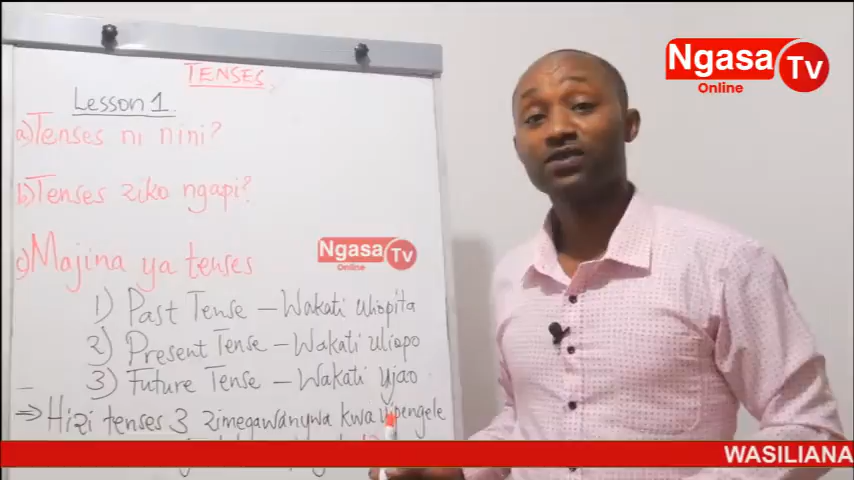 TENSES
Lesson 1
a) Tenses ni nini?
b) Tenses ziko ngapi?
c) Majina ya tenses
1) Past Tense - Wakati uliopita
2) Present Tense - Wakati uliopo
3) Future Tense - Wakati ujao
⇒ Hizi tenses 3 zimegawanywa kwa vipengele
Ngasa Tv
Online
Ngasa Tv
Online
WASILIANA